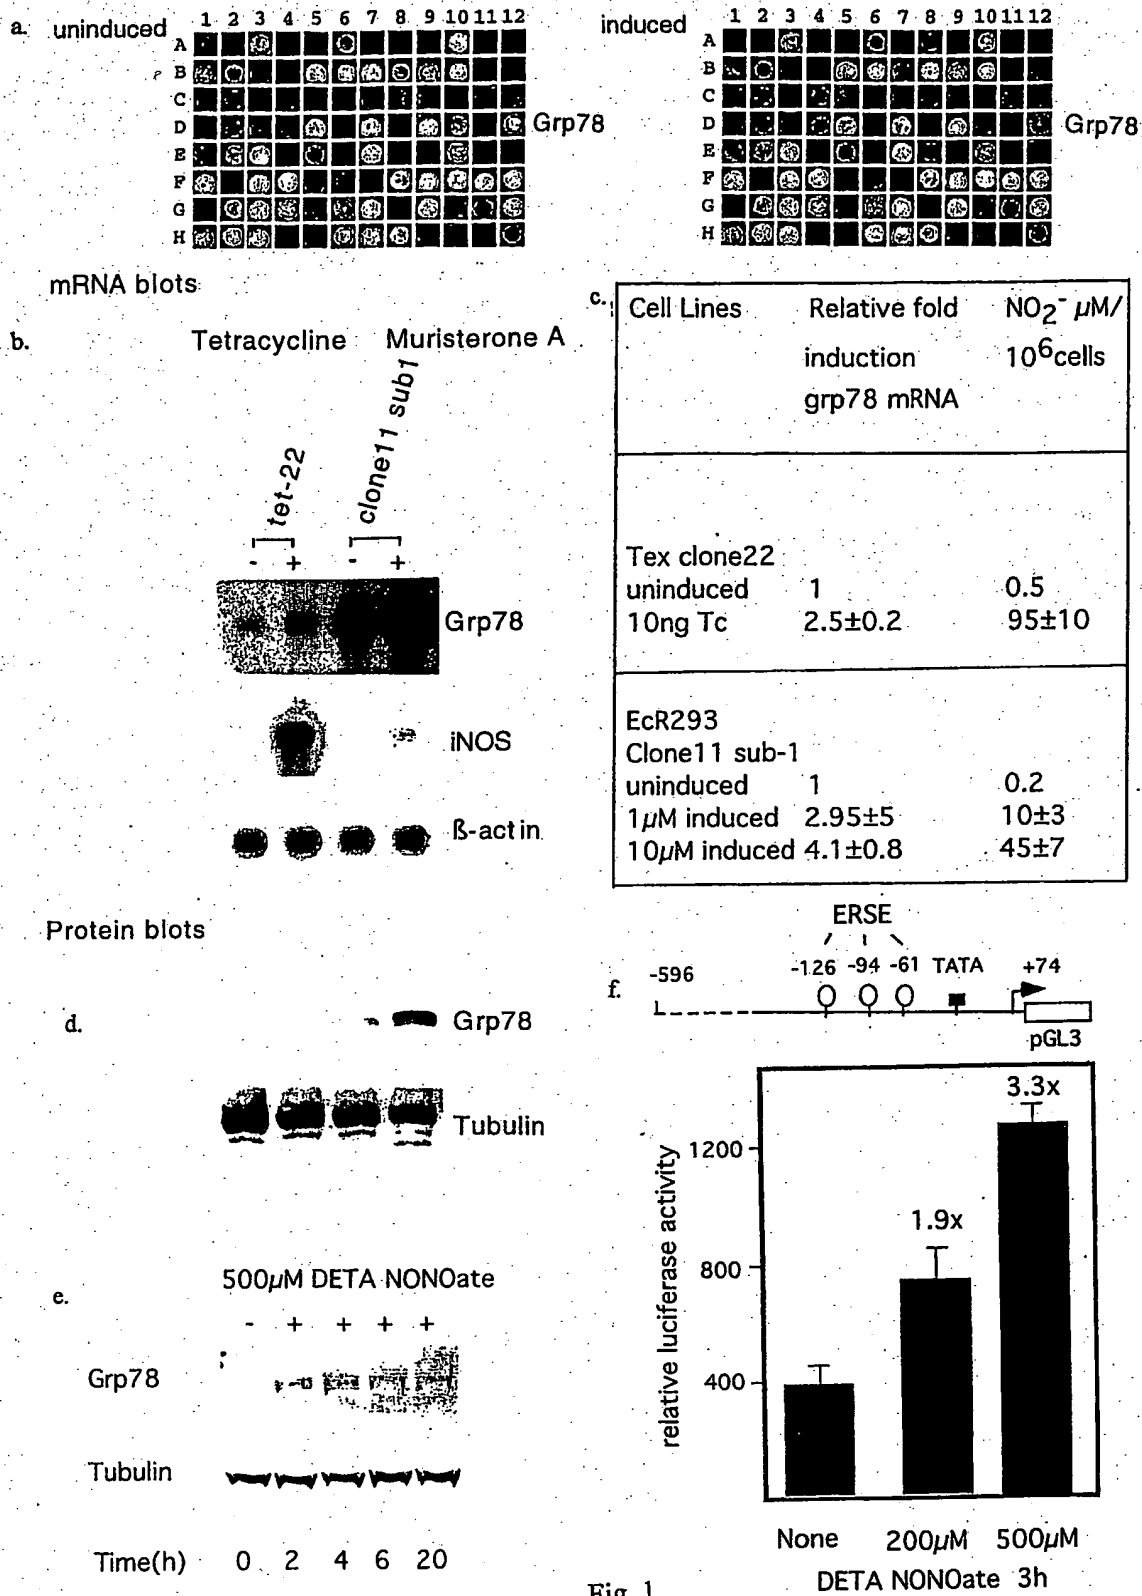 a. uninduced
1 2 3 4 5 6 7 8 9 10 11 12
A
B
C
D Grp78
E
F
G
H
induced
1 2 3 4 5 6 7 8 9 10 11 12
A
B
C
D Grp78
E
F
G
H
mRNA blots
b.
Tetracycline Muristerone A
tet-22 clone11 sub1
- + - +
Grp78
iNOS
ß-actin
c.
Cell Lines Relative fold NO2- µM/
induction 10^6cells
grp78 mRNA
Tex clone22
uninduced 1 0.5
10ng Tc 2.5±0.2 95±10
EcR293
Clone11 sub-1
uninduced 1 0.2
1µM induced 2.95±5 10±3
10µM induced 4.1±0.8 45±7
Protein blots
d.
Grp78
Tubulin
e.
500µM DETA NONOate
- + + + +
Grp78
Tubulin
Time(h) 0 2 4 6 20
f.
ERSE
-596 -126 -94 -61 TATA +74
pGL3
relative luciferase activity
1200
800
400
1.9x
3.3x
None 200µM 500µM
DETA NONOate 3h
Fig. 1